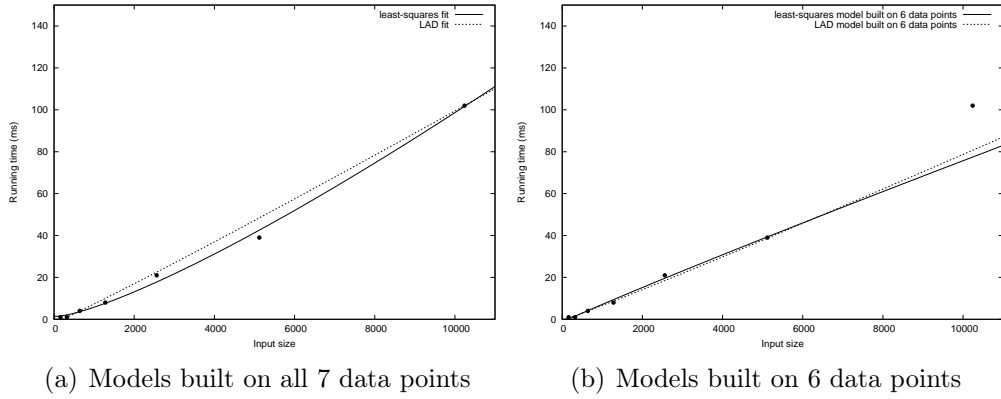 140
120
100
80
60
40
20
0
Running time (ms)
0 2000 4000 6000 8000 10000
Input size
least-squares fit
LAD fit
(a) Models built on all 7 data points
140
120
100
80
60
40
20
0
Running time (ms)
0 2000 4000 6000 8000 10000
Input size
least-squares model built on 6 data points
LAD model built on 6 data points
(b) Models built on 6 data points